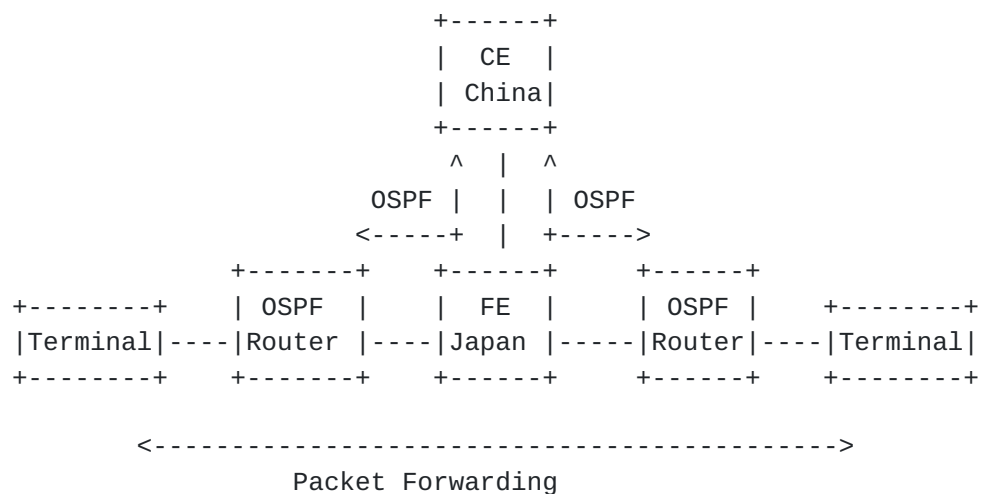 CE
China
OSPF OSPF
OSPF FE OSPF
Terminal Router Japan Router Terminal
Packet Forwarding